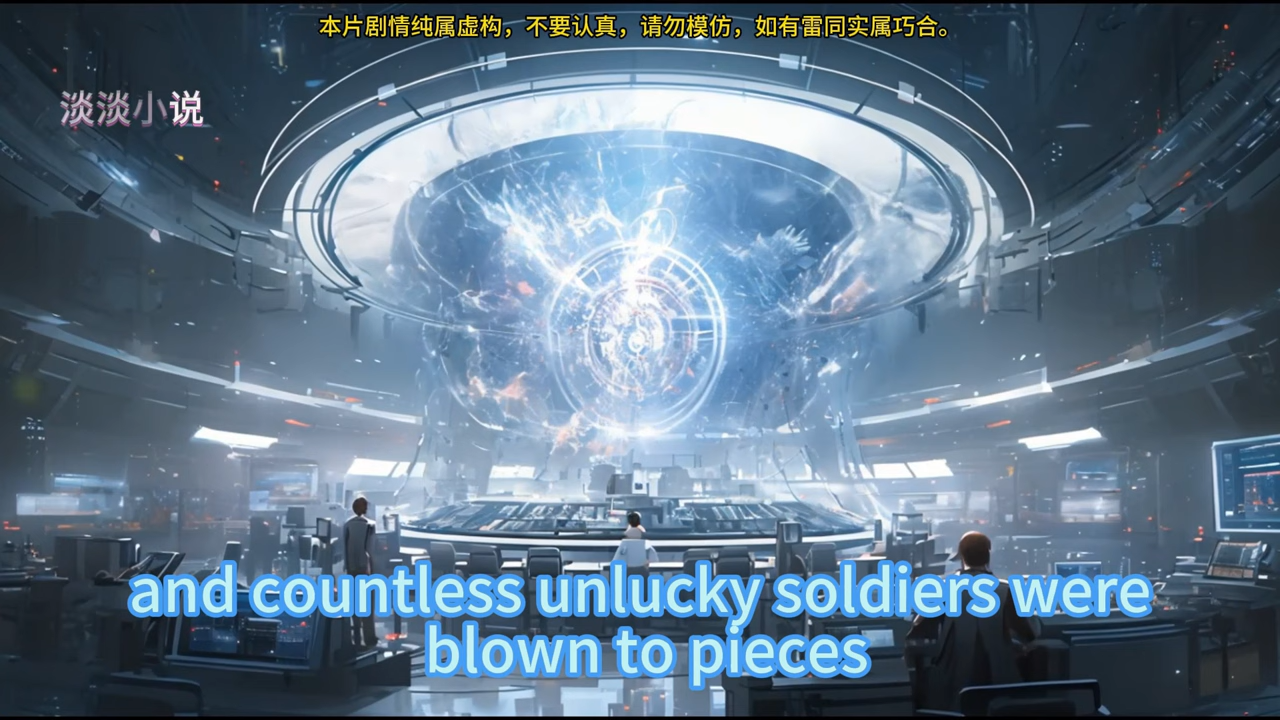 本片剧情纯属虚构，不要认真，请勿模仿，如有雷同实属巧合。
淡淡小说
and countless unlucky soldiers were
blown to pieces